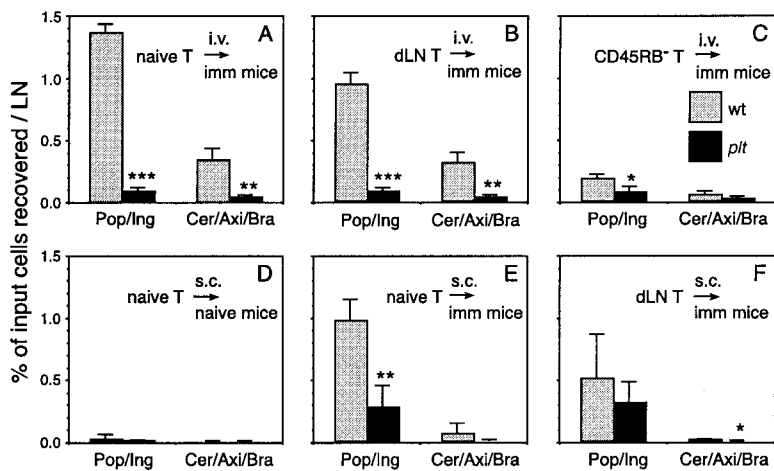 % of input cells recovered / LN
1.5
1.0
0.5
0.0
A
naive T → i.v. imm mice
***
**
Pop/Ing Cer/Axi/Bra
B
dLN T → i.v. imm mice
***
**
Pop/Ing Cer/Axi/Bra
C
CD45RB- T → i.v. imm mice
wt
plt
*
Pop/Ing Cer/Axi/Bra
1.5
1.0
0.5
0.0
D
naive T → s.c. naive mice
Pop/Ing Cer/Axi/Bra
E
naive T → s.c. imm mice
**
Pop/Ing Cer/Axi/Bra
F
dLN T → s.c. imm mice
*
Pop/Ing Cer/Axi/Bra